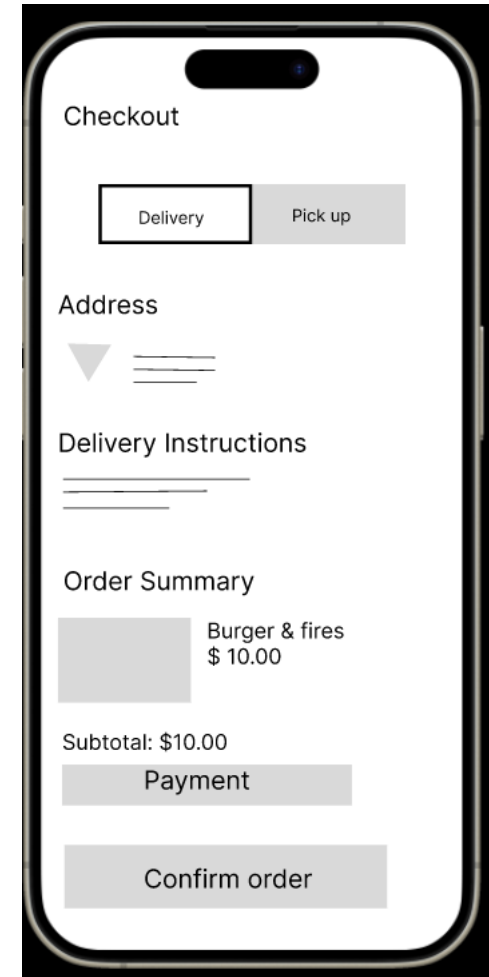 Checkout
Delivery
Pick up
Address
Delivery Instructions
Order Summary
Burger & fires
$ 10.00
Subtotal: $10.00
Payment
Confirm order